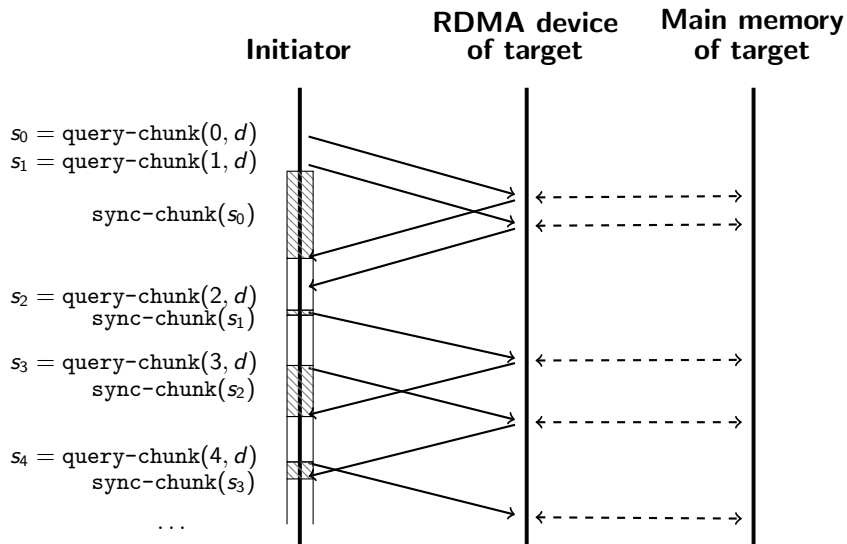 Initiator
RDMA device
of target
Main memory
of target
s₀ = query-chunk(0, d)
s₁ = query-chunk(1, d)
sync-chunk(s₀)
s₂ = query-chunk(2, d)
sync-chunk(s₁)
s₃ = query-chunk(3, d)
sync-chunk(s₂)
s₄ = query-chunk(4, d)
sync-chunk(s₃)
...